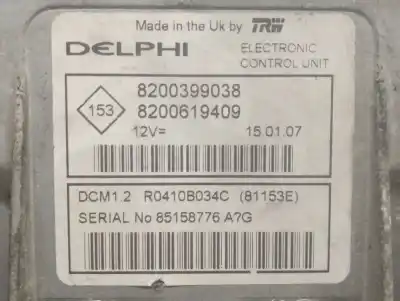 Made in the Uk by TRW
DELPHI ELECTRONIC CONTROL UNIT
8200399038
153 8200619409
12V= 15.01.07
DCM1.2 R0410B034C (81153E)
SERIAL No 85158776 A7G